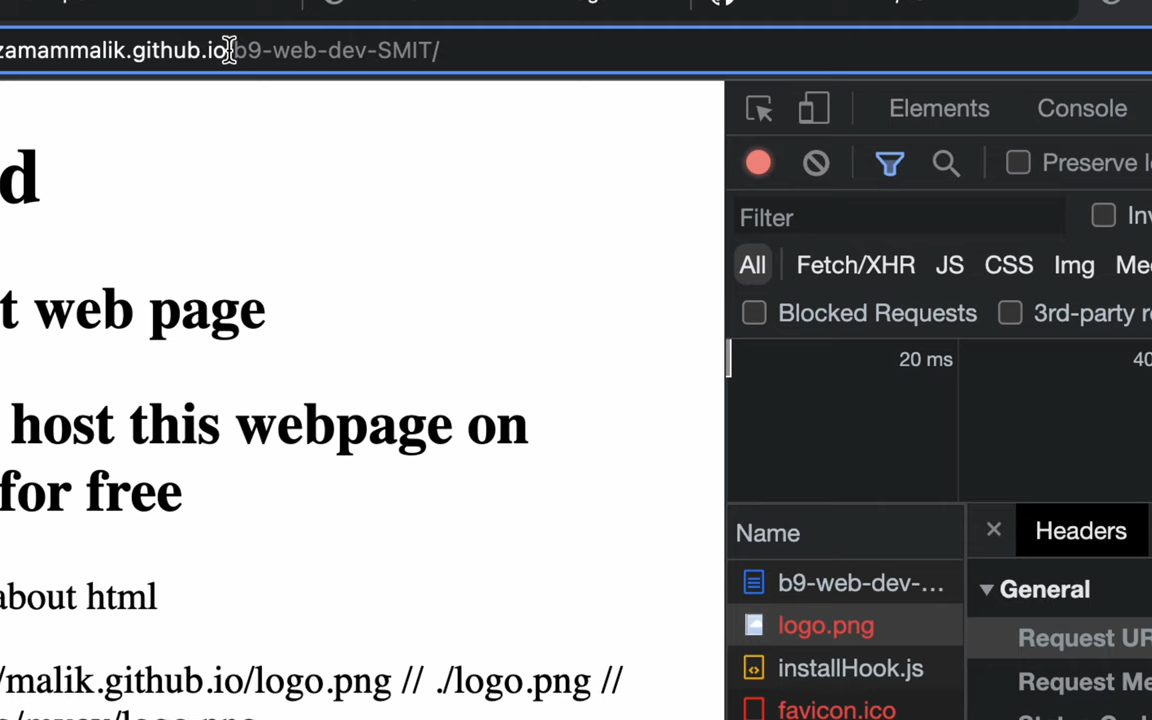 zamammalik.github.io/b9-web-dev-SMIT/
Elements Console
Preserve l
d
Filter Inv
t web page
All Fetch/XHR JS CSS Img Me
Blocked Requests 3rd-party r
20 ms 40
host this webpage on
for free
Name Headers
b9-web-dev-...
General
about html
logo.png
Request UR
/malik.github.io/logo.png // ./logo.png //
installHook.js
Request Me
favicon.ico